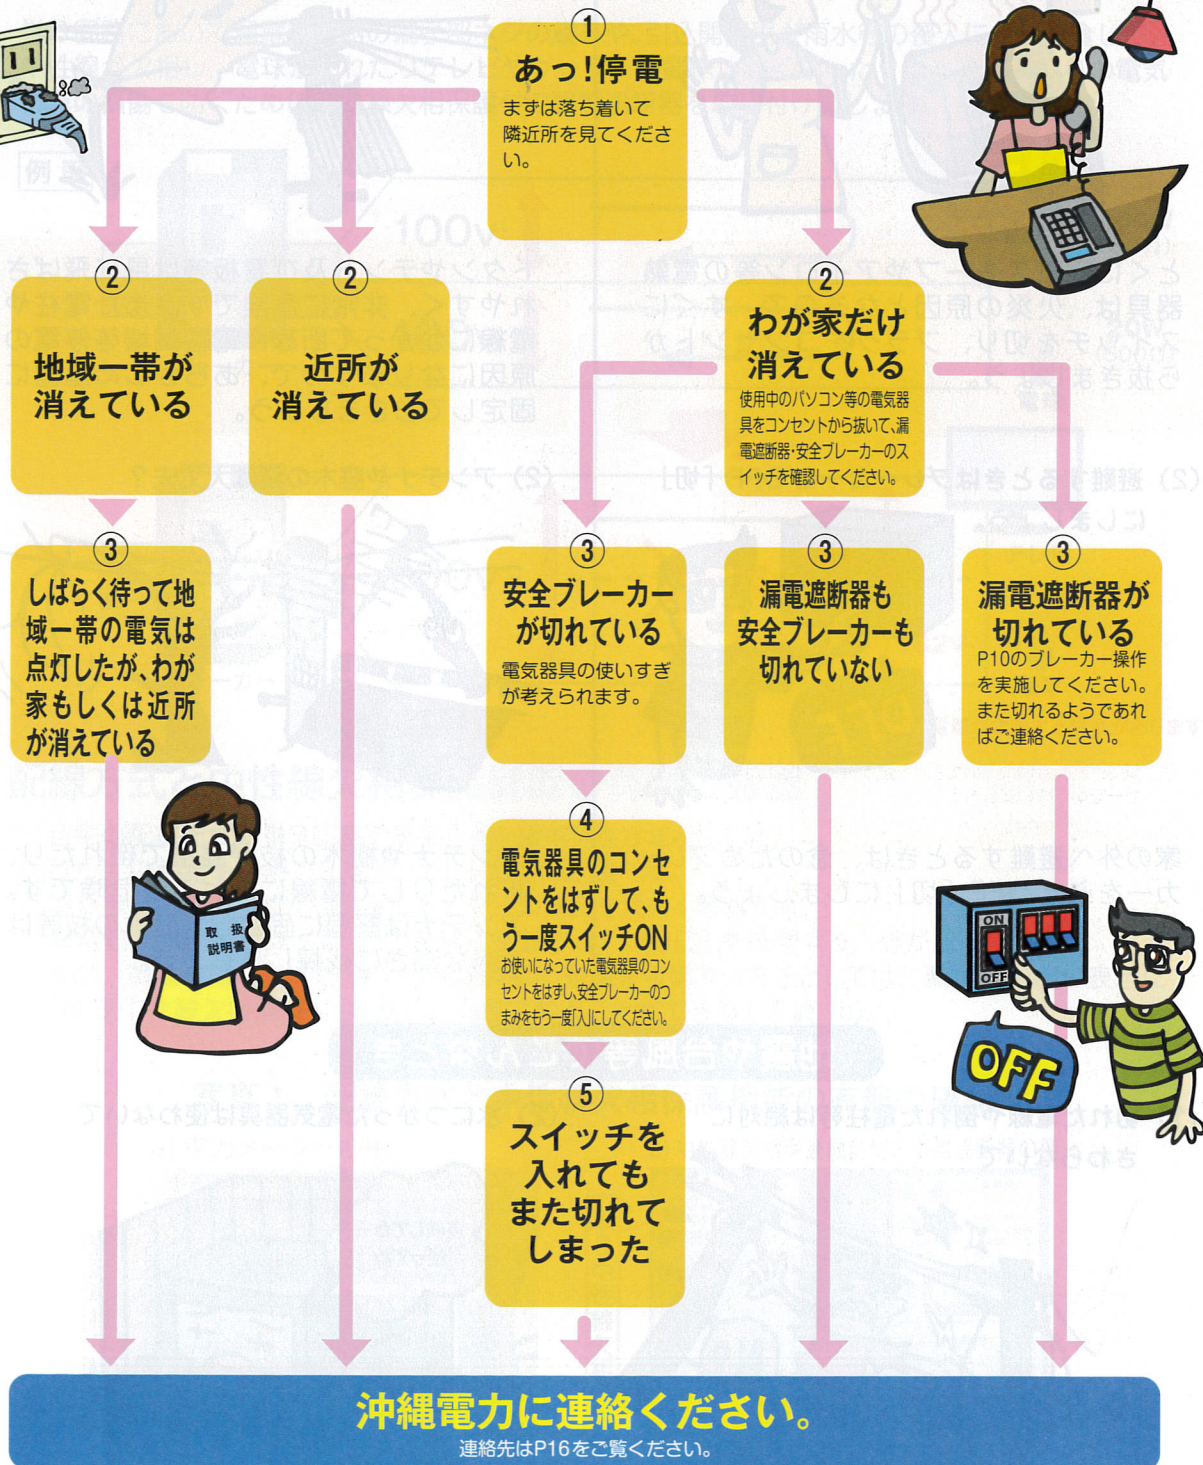 ①
あっ!停電
まずは落ち着いて
隣近所を見てくださ
い。
②
地域一帯が
消えている
②
近所が
消えている
②
わが家だけ
消えている
使用中のパソコン等の電気器
具をコンセントから抜いて、漏
電遮断器・安全ブレーカーのス
イッチを確認してください。
③
しばらく待って地
域一帯の電気は
点灯したが、わが
家もしくは近所
が消えている
③
安全ブレーカー
が切れている
電気器具の使いすぎ
が考えられます。
③
漏電遮断器も
安全ブレーカーも
切れていない
③
漏電遮断器が
切れている
P10のブレーカー操作
を実施してください。
また切れるようであれ
ばご連絡ください。
④
電気器具のコンセ
ントをはずして、も
う一度スイッチON
お使いになっていた電気器具のコン
セントをはずし、安全ブレーカーのつ
まみをもう一度「入」にしてください。
取扱
説明書
ON
OFF
OFF
⑤
スイッチを
入れても
また切れて
しまった
沖縄電力に連絡ください。
連絡先はP16をご覧ください。